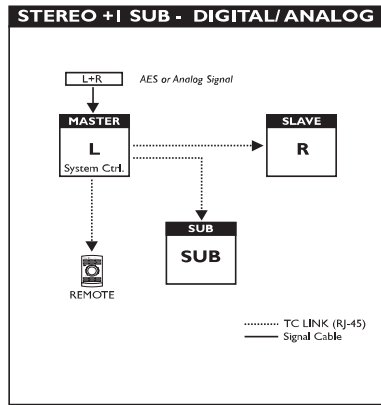 STEREO +1 SUB - DIGITAL/ANALOG
L+R
AES or Analog Signal
MASTER
L
System Ctrl.
SLAVE
R
SUB
SUB
REMOTE
TC LINK (RJ-45)
Signal Cable